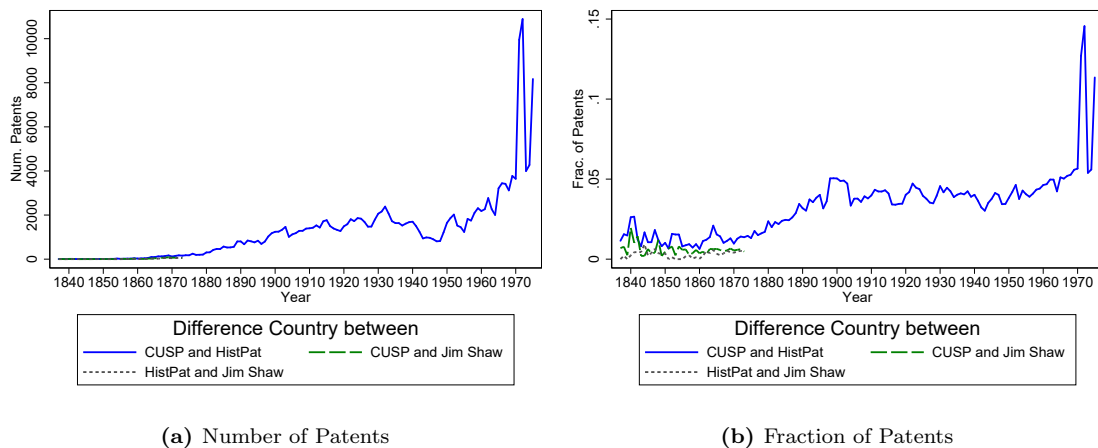 Num. Patents
10000
8000
6000
4000
2000
0
1840 1850 1860 1870 1880 1890 1900 1910 1920 1930 1940 1950 1960 1970
Year
Difference Country between
CUSP and HistPat
CUSP and Jim Shaw
HistPat and Jim Shaw
(a) Number of Patents
Frac. of Patents
.15
.1
.05
0
1840 1850 1860 1870 1880 1890 1900 1910 1920 1930 1940 1950 1960 1970
Year
Difference Country between
CUSP and HistPat
CUSP and Jim Shaw
HistPat and Jim Shaw
(b) Fraction of Patents